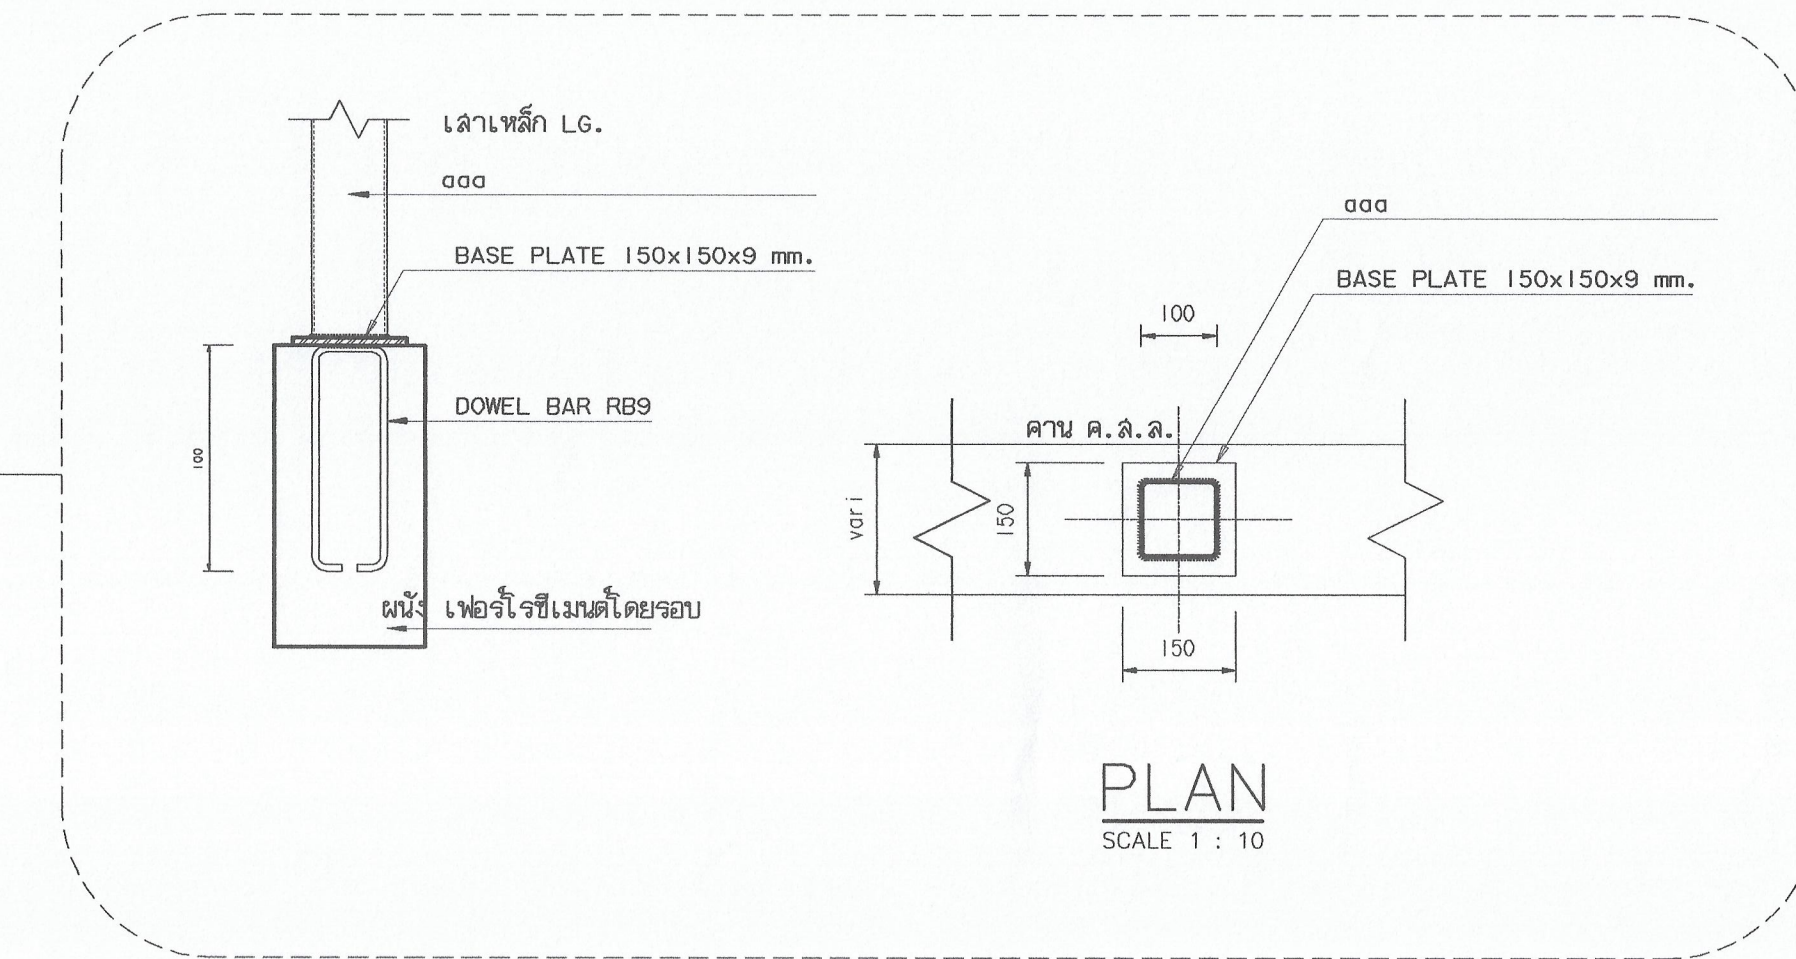 เสาเหล็ก LG.
aaa
BASE PLATE 150x150x9 mm.
DOWEL BAR RB9
100
ผนัง เฟอร์โรซีเมนต์โดยรอบ
aaa
BASE PLATE 150x150x9 mm.
100
คาน ค.ส.ล.
vari
150
150
PLAN
SCALE 1 : 10